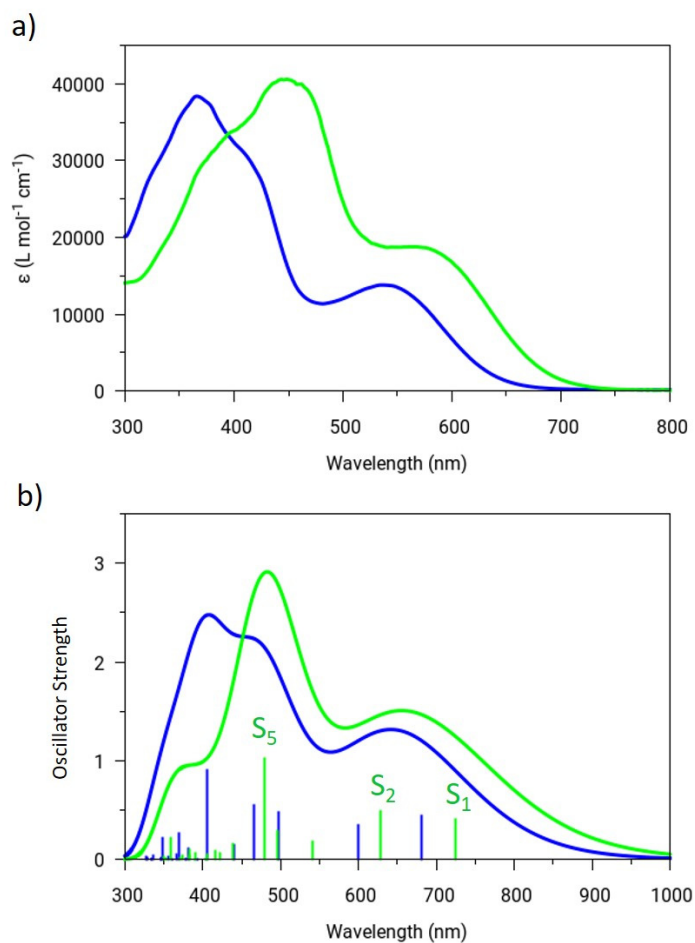 a)
40000
30000
20000
10000
0
ε (L mol⁻¹ cm⁻¹)
300 400 500 600 700 800
Wavelength (nm)
b)
3
2
1
0
Oscillator Strength
S₅
S₂
S₁
300 400 500 600 700 800 900 1000
Wavelength (nm)